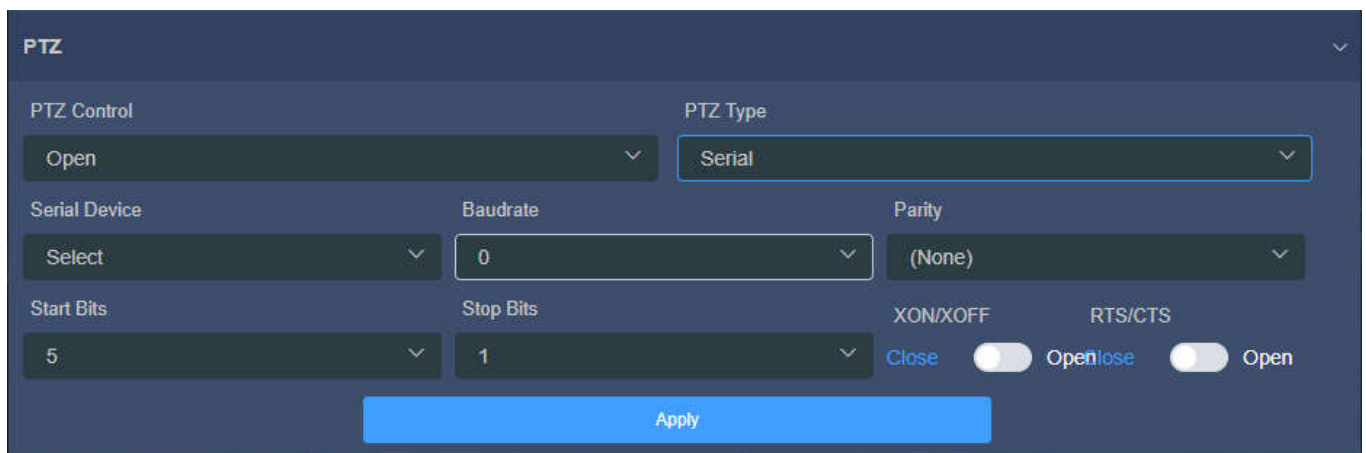 PTZ
PTZ Control PTZ Type
Open Serial
Serial Device Baudrate Parity
Select 0 (None)
Start Bits Stop Bits XON/XOFF RTS/CTS
5 1 Close Open Close Open
Apply